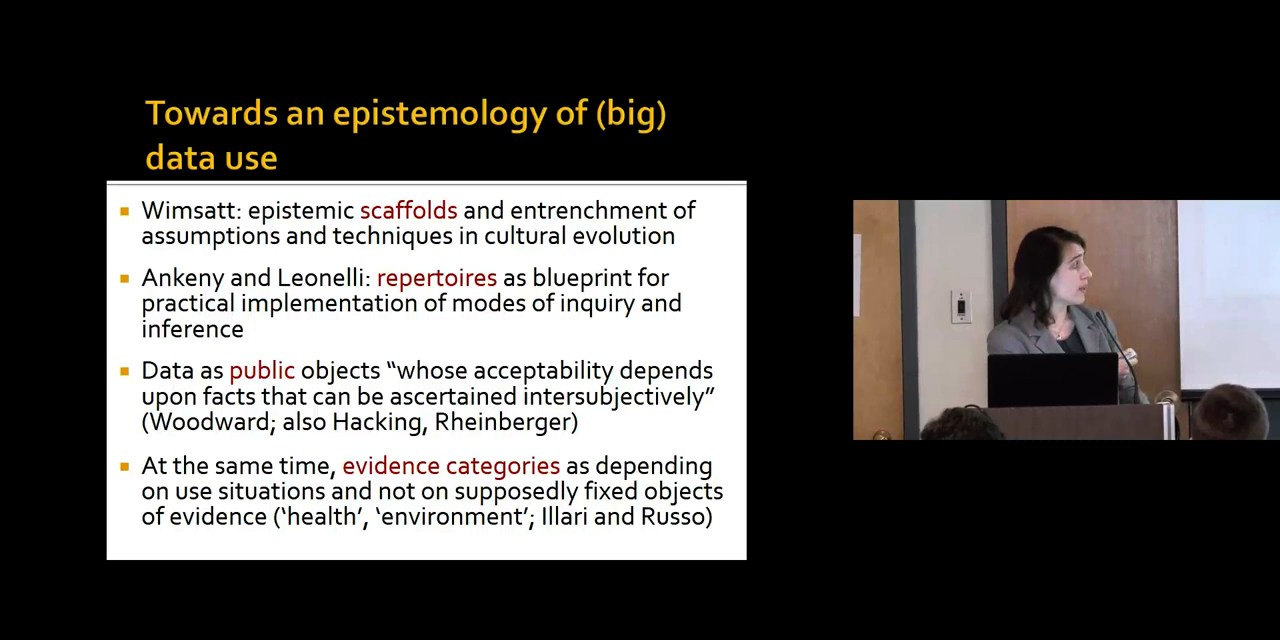 Towards an epistemology of (big)
data use
Wimsatt: epistemic scaffolds and entrenchment of
assumptions and techniques in cultural evolution
Ankeny and Leonelli: repertoires as blueprint for
practical implementation of modes of inquiry and
inference
Data as public objects “whose acceptability depends
upon facts that can be ascertained intersubjectively”
(Woodward; also Hacking, Rheinberger)
At the same time, evidence categories as depending
on use situations and not on supposedly fixed objects
of evidence (‘health’, ‘environment’; Illari and Russo)